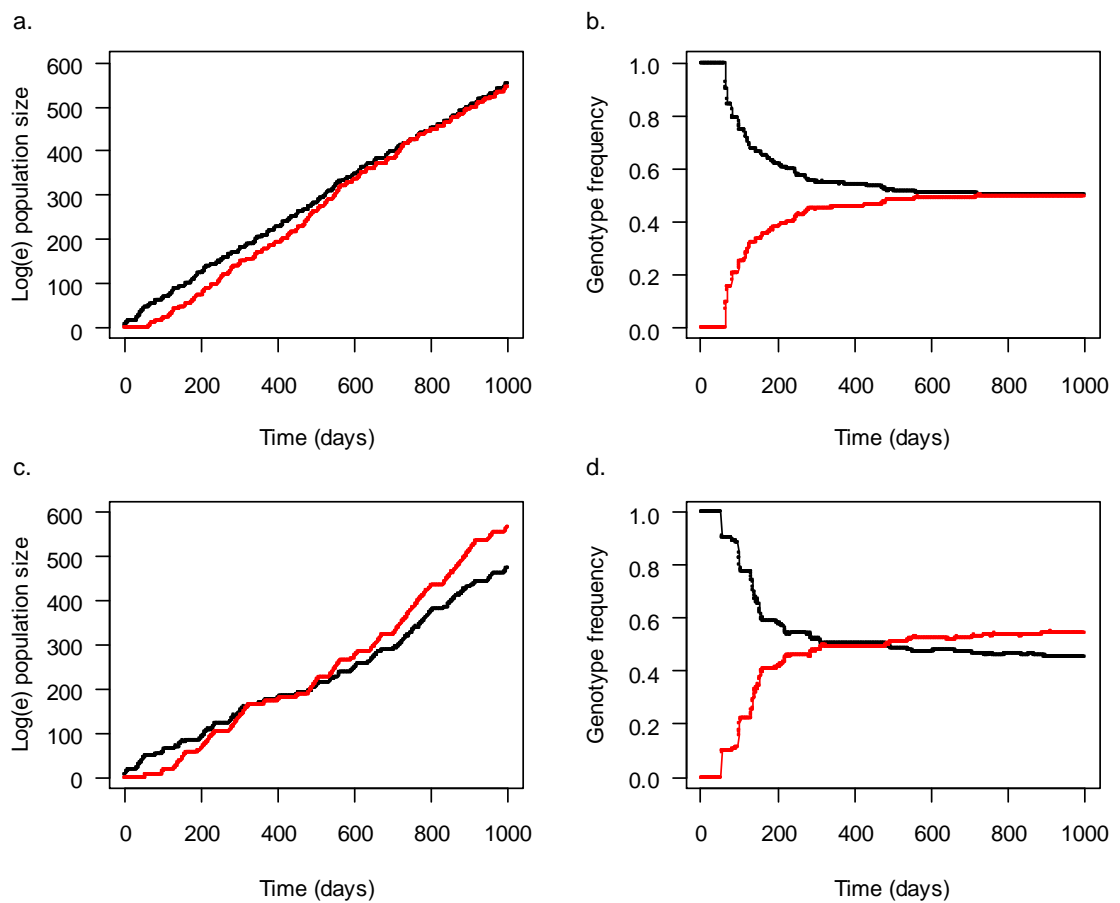 a.
Log(e) population size
600
500
400
300
200
100
0
0 200 400 600 800 1000
Time (days)
b.
Genotype frequency
1.0
0.8
0.6
0.4
0.2
0.0
0 200 400 600 800 1000
Time (days)
c.
Log(e) population size
600
500
400
300
200
100
0
0 200 400 600 800 1000
Time (days)
d.
Genotype frequency
1.0
0.8
0.6
0.4
0.2
0.0
0 200 400 600 800 1000
Time (days)